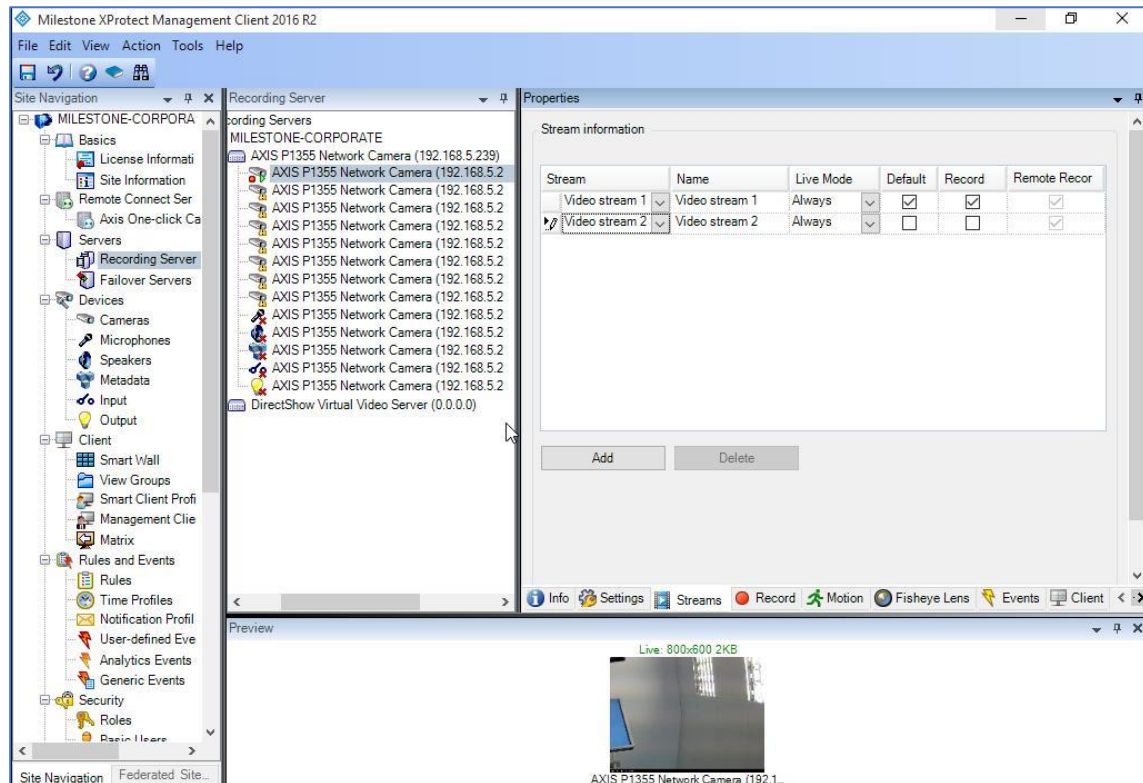 Milestone XProtect Management Client 2016 R2
File Edit View Action Tools Help
Site Navigation
MILESTONE-CORPORA
Basics
License Informati
Site Information
Remote Connect Ser
Axis One-click Ca
Servers
Recording Server
Failover Servers
Devices
Cameras
Microphones
Speakers
Metadata
Input
Output
Client
Smart Wall
View Groups
Smart Client Profi
Management Clie
Matrix
Rules and Events
Rules
Time Profiles
Notification Profil
User-defined Eve
Analytics Events
Generic Events
Security
Roles
Basic Users
Site Navigation Federated Site...
Recording Server
cording Servers
MILESTONE-CORPORATE
AXIS P1355 Network Camera (192.168.5.239)
AXIS P1355 Network Camera (192.168.5.2
AXIS P1355 Network Camera (192.168.5.2
AXIS P1355 Network Camera (192.168.5.2
AXIS P1355 Network Camera (192.168.5.2
AXIS P1355 Network Camera (192.168.5.2
AXIS P1355 Network Camera (192.168.5.2
AXIS P1355 Network Camera (192.168.5.2
AXIS P1355 Network Camera (192.168.5.2
AXIS P1355 Network Camera (192.168.5.2
AXIS P1355 Network Camera (192.168.5.2
AXIS P1355 Network Camera (192.168.5.2
AXIS P1355 Network Camera (192.168.5.2
AXIS P1355 Network Camera (192.168.5.2
DirectShow Virtual Video Server (0.0.0.0)
Properties
Stream information
Stream Name Live Mode Default Record Remote Recor
Video stream 1 Video stream 1 Always
Video stream 2 Video stream 2 Always
Add Delete
Info Settings Streams Record Motion Fisheye Lens Events Client
Preview
Live: 800x600 2KB
AXIS P1355 Network Camera (192.1...